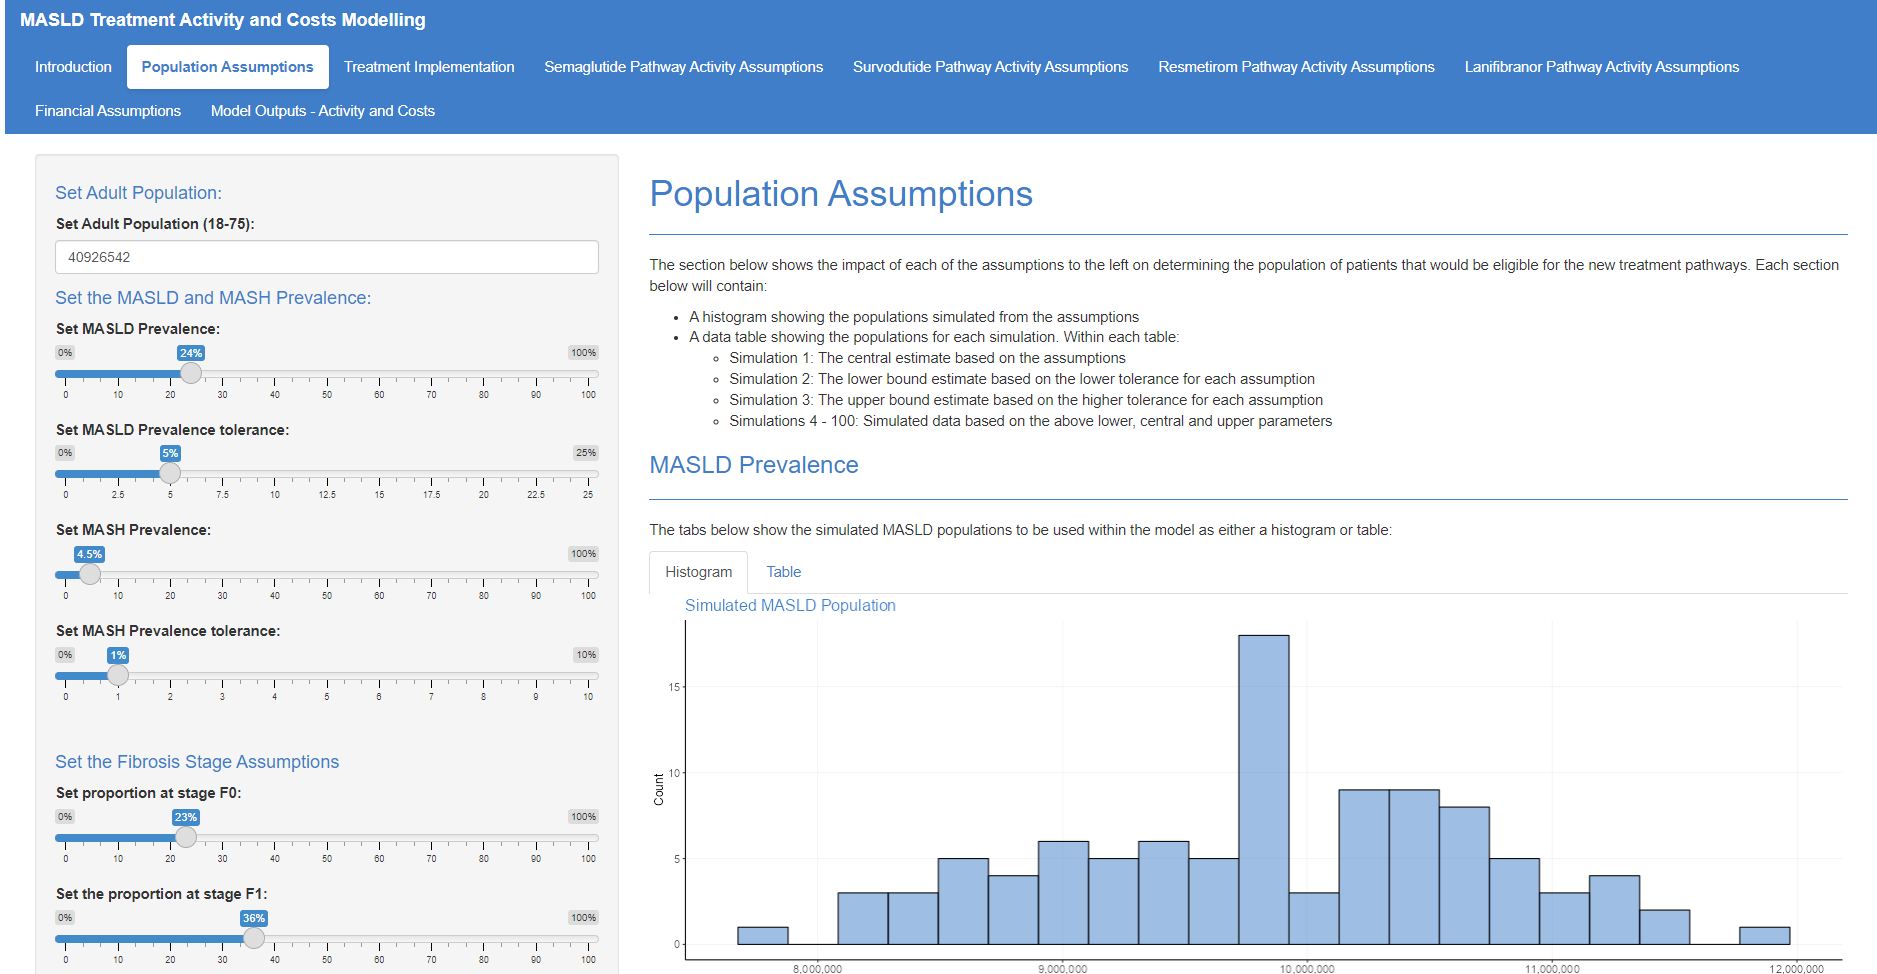 MASLD Treatment Activity and Costs Modelling
Introduction Population Assumptions Treatment Implementation Semaglutide Pathway Activity Assumptions Survodutide Pathway Activity Assumptions Resmetirom Pathway Activity Assumptions Lanifibranor Pathway Activity Assumptions
Financial Assumptions Model Outputs - Activity and Costs
Set Adult Population:
Set Adult Population (18-75):
40926542
Set the MASLD and MASH Prevalence:
Set MASLD Prevalence:
0% 24% 100%
0 10 20 30 40 50 60 70 80 90 100
Set MASLD Prevalence tolerance:
0% 5% 25%
0 2.5 5 7.5 10 12.5 15 17.5 20 22.5 25
Set MASH Prevalence:
4.5% 100%
0 10 20 30 40 50 60 70 80 90 100
Set MASH Prevalence tolerance:
0% 1% 10%
0 1 2 3 4 5 6 7 8 9 10
Set the Fibrosis Stage Assumptions
Set proportion at stage F0:
0% 23% 100%
0 10 20 30 40 50 60 70 80 90 100
Set the proportion at stage F1:
0% 36% 100%
0 10 20 30 40 50 60 70 80 90 100
Population Assumptions
The section below shows the impact of each of the assumptions to the left on determining the population of patients that would be eligible for the new treatment pathways. Each section
below will contain:
• A histogram showing the populations simulated from the assumptions
• A data table showing the populations for each simulation. Within each table:
◦ Simulation 1: The central estimate based on the assumptions
◦ Simulation 2: The lower bound estimate based on the lower tolerance for each assumption
◦ Simulation 3: The upper bound estimate based on the higher tolerance for each assumption
◦ Simulations 4 - 100: Simulated data based on the above lower, central and upper parameters
MASLD Prevalence
The tabs below show the simulated MASLD populations to be used within the model as either a histogram or table:
Histogram Table
Simulated MASLD Population
15
10
5
0
Count
8,000,000 9,000,000 10,000,000 11,000,000 12,000,000